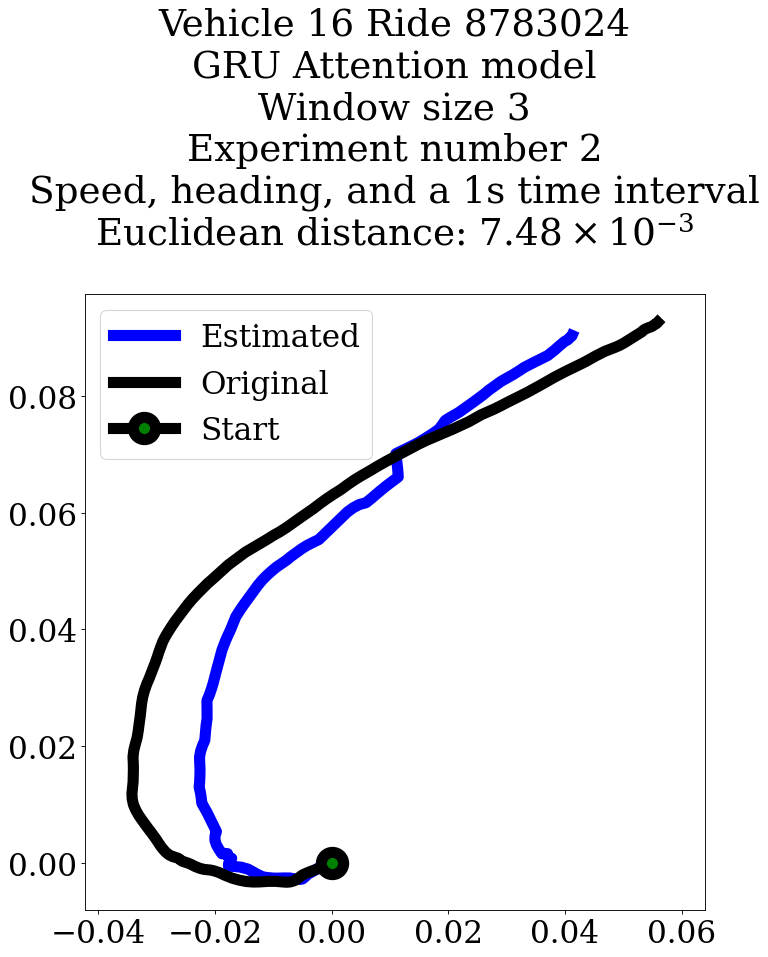 Vehicle 16 Ride 8783024
GRU Attention model
Window size 3
Experiment number 2
Speed, heading, and a 1s time interval
Euclidean distance: 7.48 × 10⁻³
Estimated
Original
Start
0.08
0.06
0.04
0.02
0.00
−0.04 −0.02 0.00 0.02 0.04 0.06